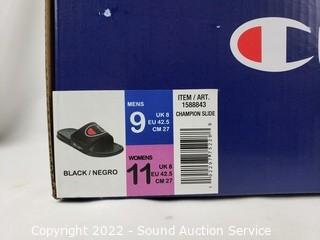 C
MENS
9
UK 8
EU 42.5
CM 27
ITEM / ART.
1588843
CHAMPION SLIDE
WOMENS
11
UK 8
EU 42.5
CM 27
BLACK / NEGRO
Copyright 2022 - Sound Auction Service